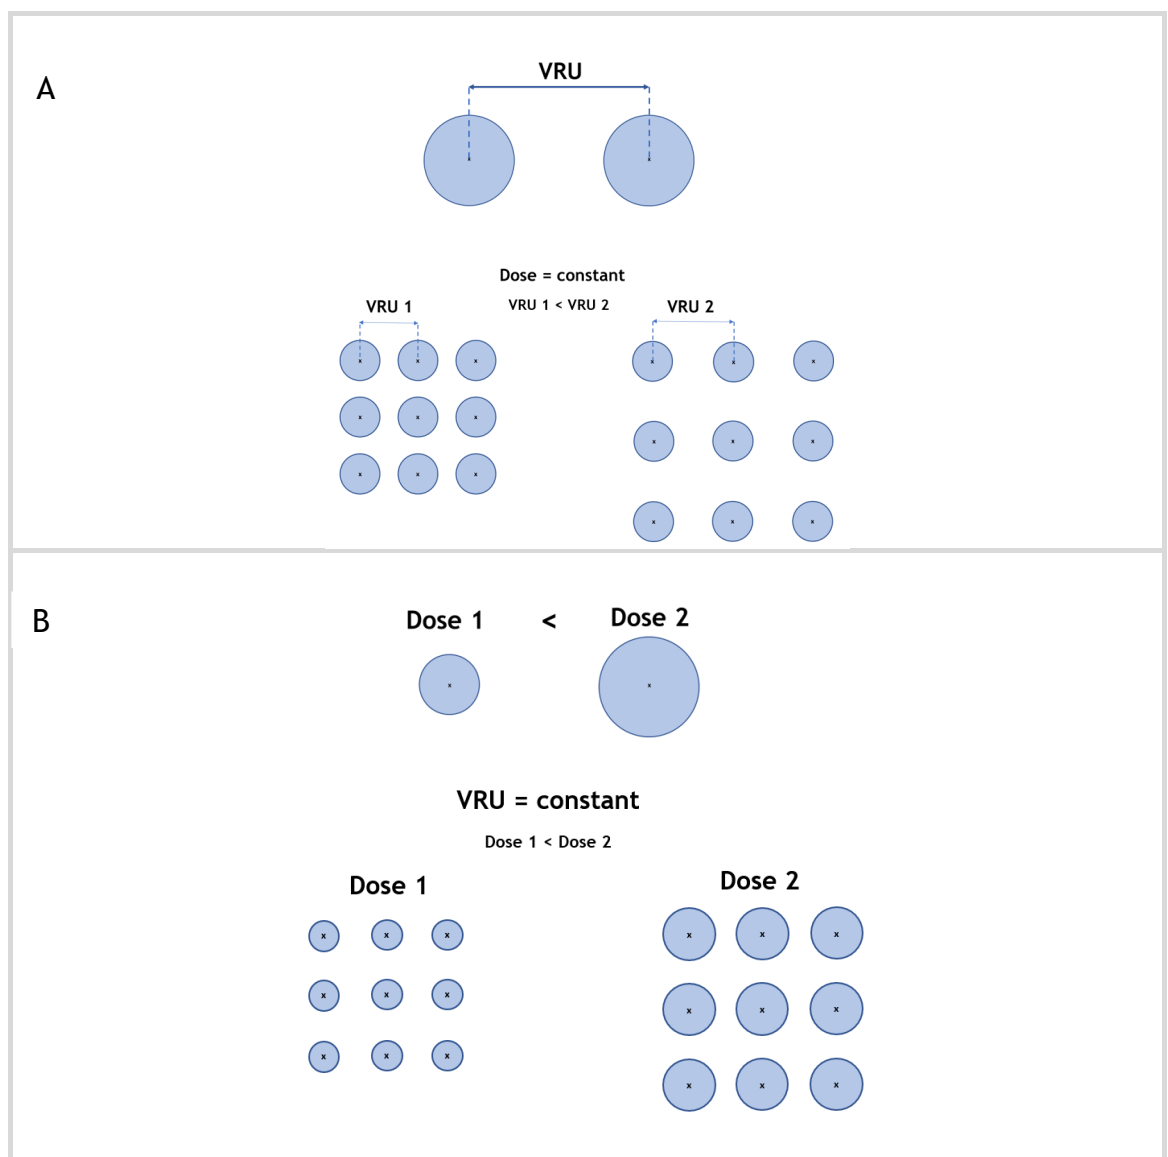 A
VRU
Dose = constant
VRU 1 < VRU 2
VRU 1
VRU 2
x x
x x x
x x x
x x x
x x x
x x x
x x x
B
Dose 1 < Dose 2
x x
VRU = constant
Dose 1 < Dose 2
Dose 1
Dose 2
x x x
x x x
x x x
x x x
x x x
x x x